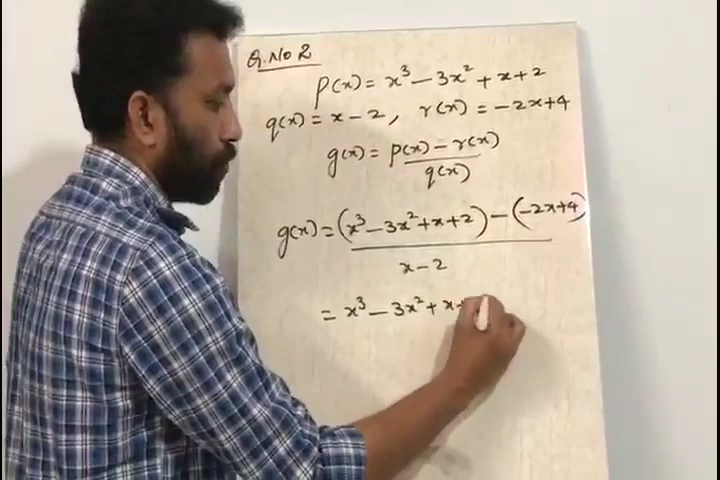 Q.No 2
p(x) = x³ - 3x² + x + 2
q(x) = x - 2, r(x) = -2x+4
g(x) = p(x) - r(x)
q(x)
g(x) = (x³ - 3x² + x + 2) - (-2x+4)
x - 2
= x³ - 3x² + x +